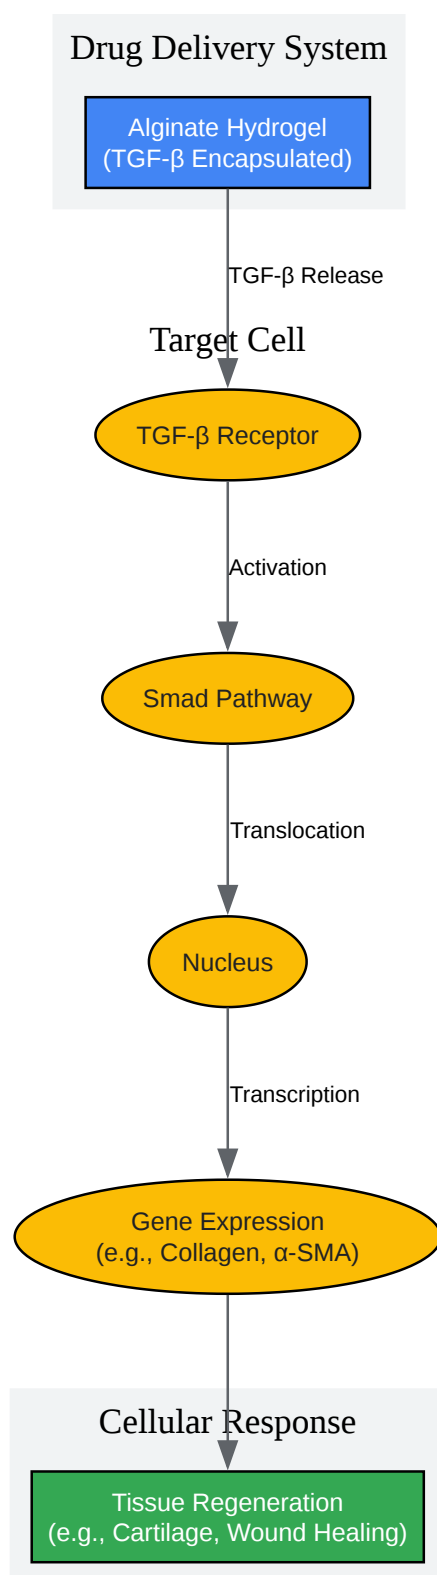 Drug Delivery System
Alginate Hydrogel
(TGF-β Encapsulated)
TGF-β Release
Target Cell
TGF-β Receptor
Activation
Smad Pathway
Translocation
Nucleus
Transcription
Gene Expression
(e.g., Collagen, α-SMA)
Cellular Response
Tissue Regeneration
(e.g., Cartilage, Wound Healing)